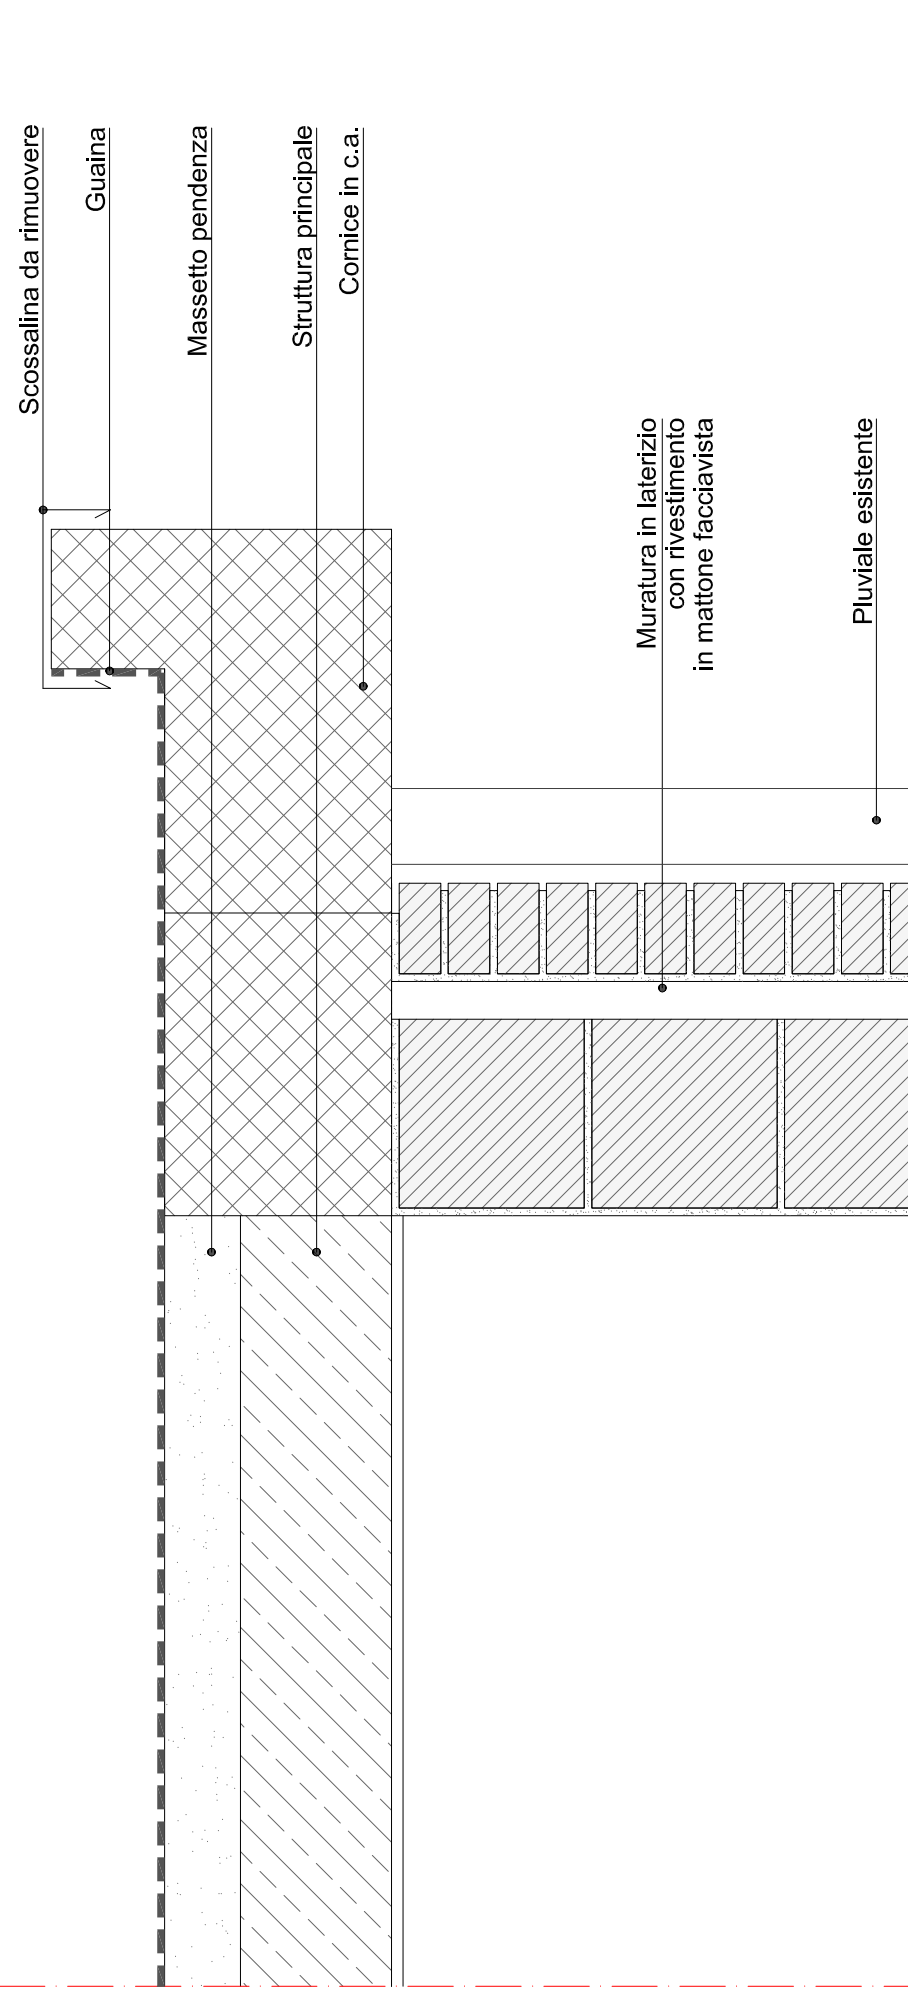 Scossalina da rimuovere
Guaina
Massetto pendenza
Struttura principale
Cornice in c.a.
Muratura in laterizio
con rivestimento
in mattone facciavista
Pluviale esistente